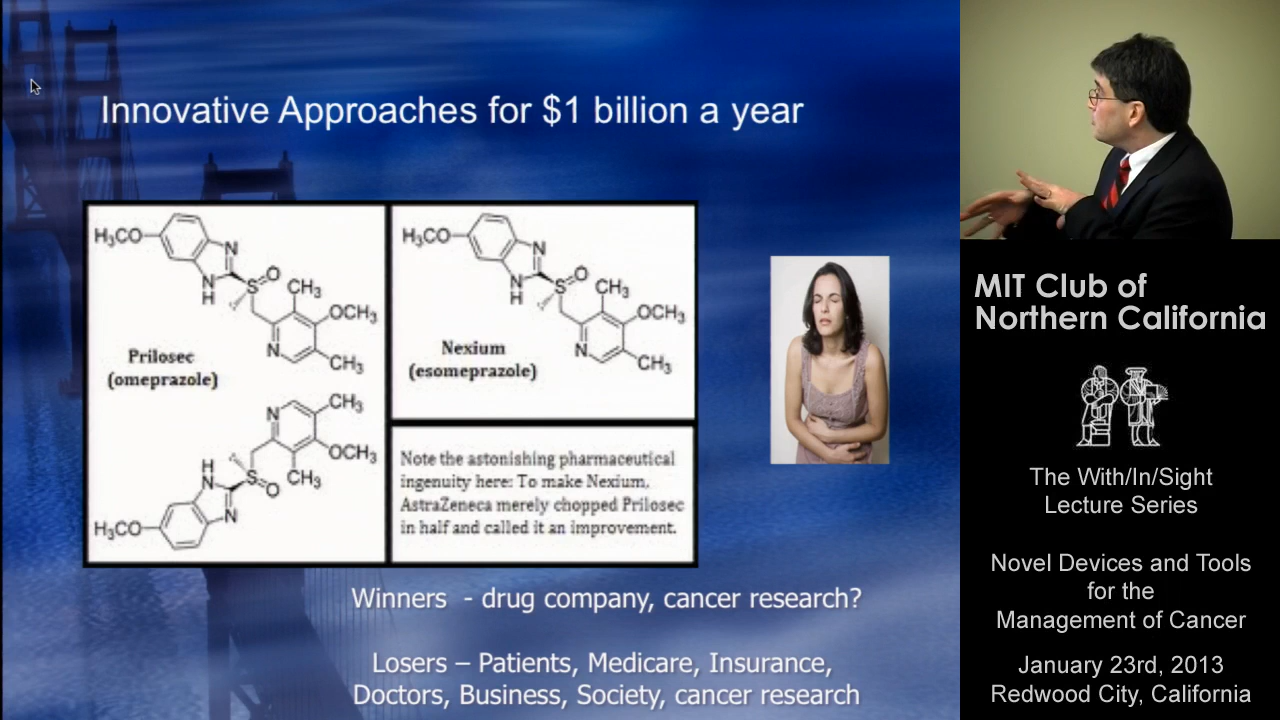 Innovative Approaches for $1 billion a year
H₃CO
N
N
H
S
O
CH₃
OCH₃
N
CH₃
Prilosec
(omeprazole)
N
CH₃
OCH₃
CH₃
H
N
S
O
N
H₃CO
H₃CO
N
N
H
S
O
CH₃
OCH₃
N
CH₃
Nexium
(esomeprazole)
Note the astonishing pharmaceutical
ingenuity here: To make Nexium,
AstraZeneca merely chopped Prilosec
in half and called it an improvement.
Winners - drug company, cancer research?
Losers – Patients, Medicare, Insurance,
Doctors, Business, Society, cancer research
MIT Club of
Northern California
The With/In/Sight
Lecture Series
Novel Devices and Tools
for the
Management of Cancer
January 23rd, 2013
Redwood City, California